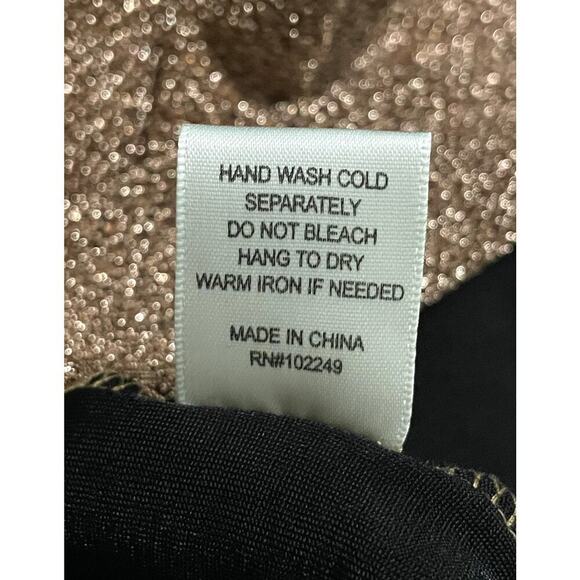 HAND WASH COLD
SEPARATELY
DO NOT BLEACH
HANG TO DRY
WARM IRON IF NEEDED
MADE IN CHINA
RN#102249